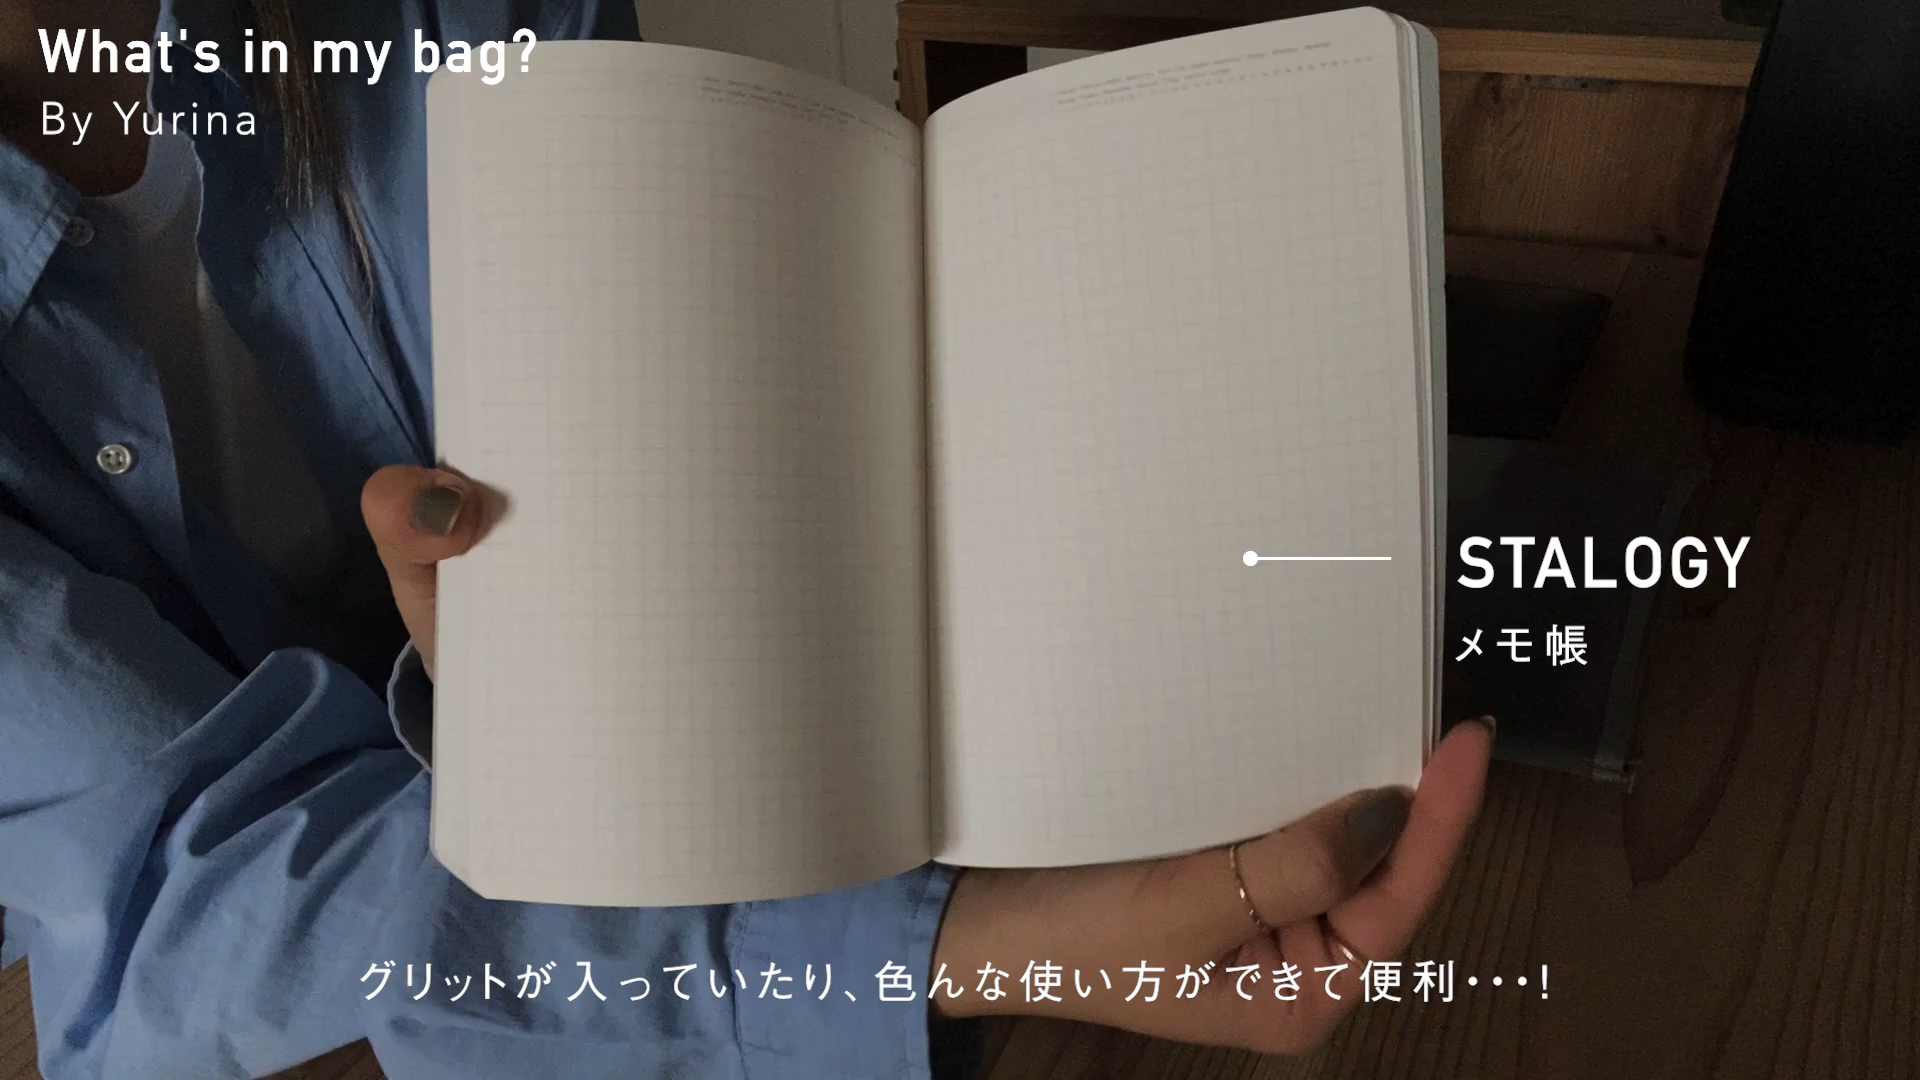 What's in my bag?
By Yurina
STALOGY
メモ帳
グリットが入っていたり、色んな使い方ができて便利・・・!